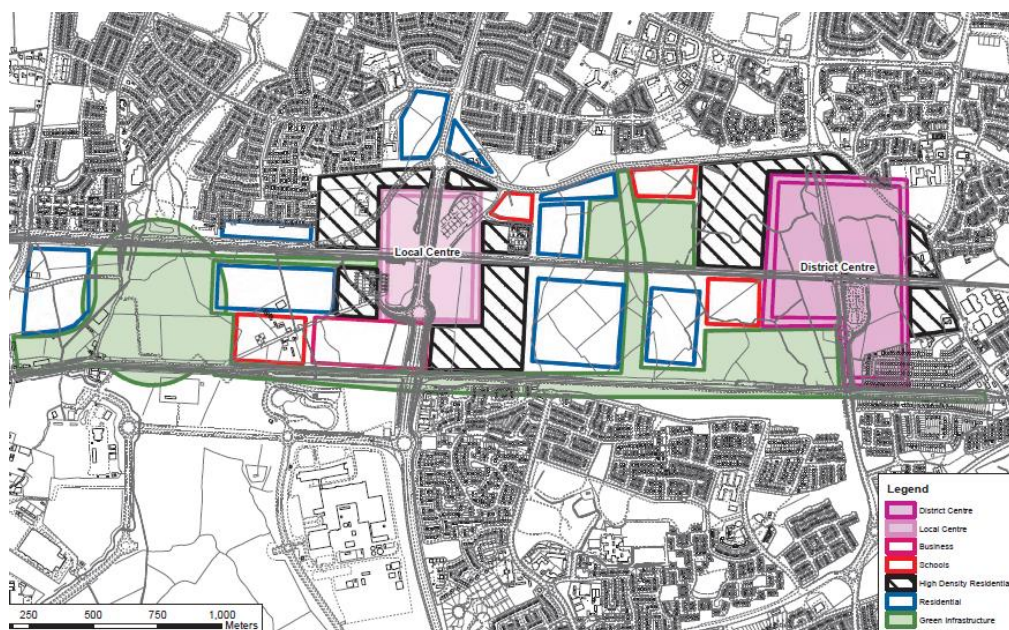 Local Centre
District Centre
Legend
District Centre
Local Centre
Business
Schools
High Density Residential
Residential
Green Infrastructure
250 500 750 1,000
Meters